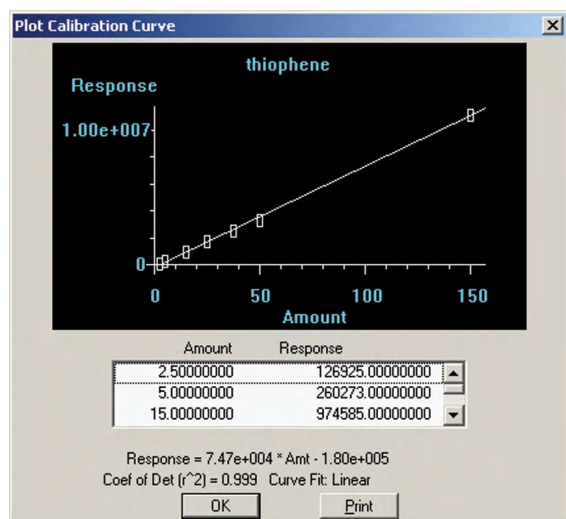 Plot Calibration Curve
thiophene
Response
1.00e+007
0
0 50 100 150
Amount
Amount Response
2.50000000 126925.00000000
5.00000000 260273.00000000
15.00000000 974585.00000000
Response = 7.47e+004 * Amt - 1.80e+005
Coef of Det (r^2) = 0.999 Curve Fit: Linear
OK Print